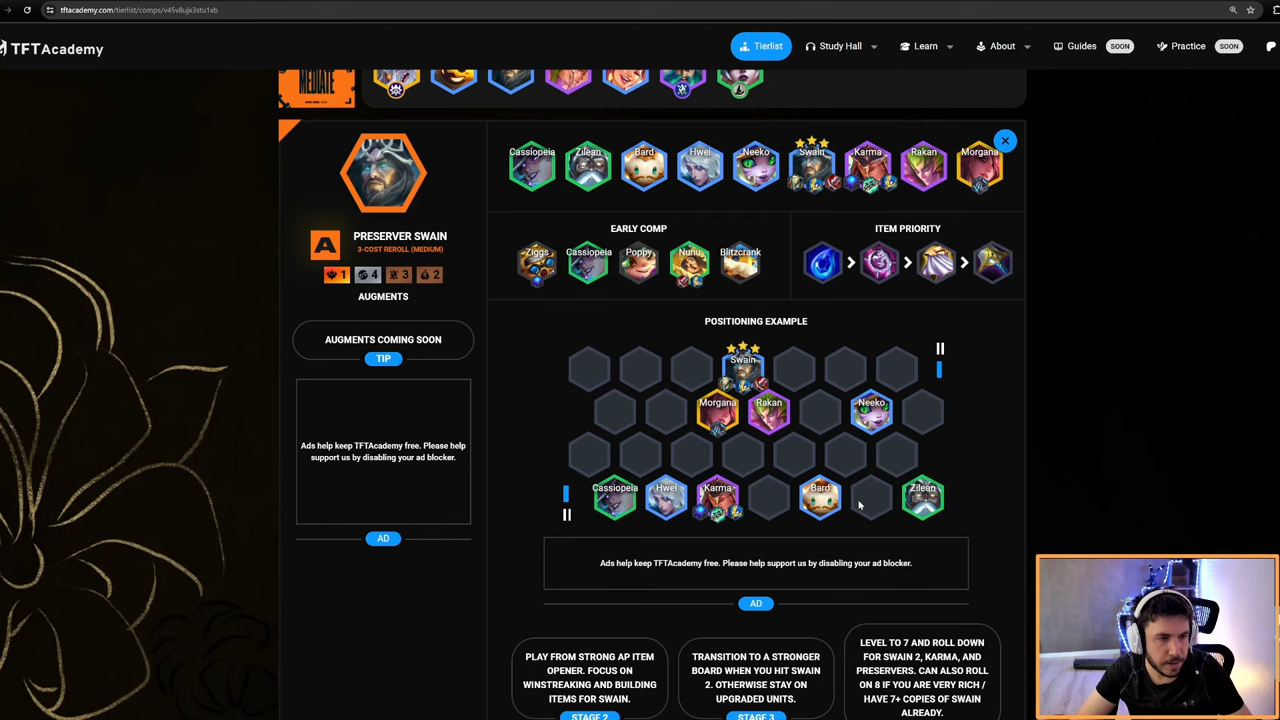 tftacademy.com/tierlist/comps/v45v8ujx3stu1xb
TFTAcademy
Tierlist
Study Hall
Learn
About
Guides
SOON
Practice
SOON
MEDIATE
Cassiopeia
Zilean
Bard
Hwei
Neeko
Swain
Karma
Rakan
Morgana
A
PRESERVER SWAIN
3-COST REROLL (MEDIUM)
1
4
3
2
AUGMENTS
AUGMENTS COMING SOON
TIP
Ads help keep TFTAcademy free. Please help
support us by disabling your ad blocker.
AD
EARLY COMP
Ziggs
Cassiopeia
Poppy
Nunu
Blitzcrank
ITEM PRIORITY
POSITIONING EXAMPLE
Swain
Morgana
Rakan
Neeko
Cassiopeia
Hwei
Karma
Bard
Zilean
Ads help keep TFTAcademy free. Please help support us by disabling your ad blocker.
AD
PLAY FROM STRONG AP ITEM
OPENER. FOCUS ON
WINSTREAKING AND BUILDING
ITEMS FOR SWAIN.
STAGE 2
TRANSITION TO A STRONGER
BOARD WHEN YOU HIT SWAIN
2. OTHERWISE STAY ON
UPGRADED UNITS.
STAGE 3
LEVEL TO 7 AND ROLL DOWN
FOR SWAIN 2, KARMA, AND
PRESERVERS. CAN ALSO ROLL
ON 8 IF YOU ARE VERY RICH /
HAVE 7+ COPIES OF SWAIN
ALREADY.